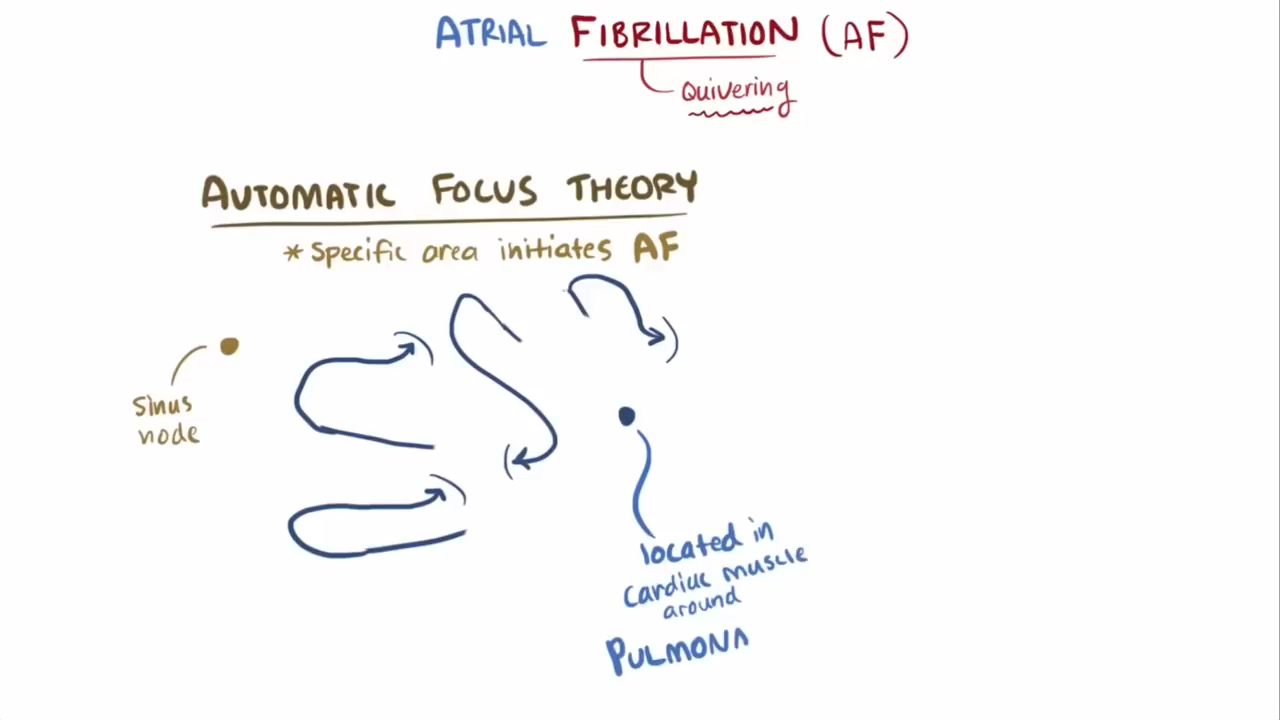 ATRIAL FIBRILLATION (AF)
Quivering
AUTOMATIC FOCUS THEORY
* Specific area initiates AF
Sinus
node
located in
cardiac muscle
around
PULMONA